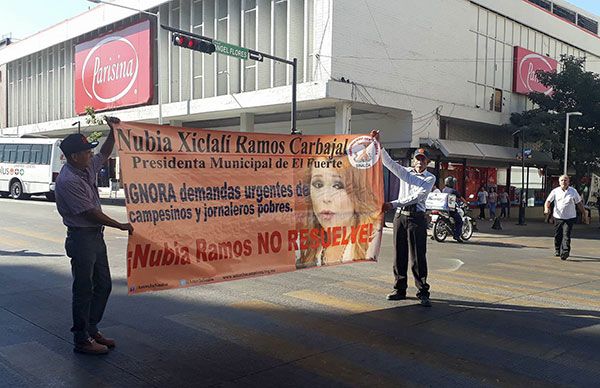 Parisina
ANGEL FLORES
Nubia Xiclalí Ramos Carbajal
Presidenta Municipal de El Fuerte
¡IGNORA demandas urgentes de
campesinos y jornaleros pobres.
¡Nubia Ramos NO RESUELVE!